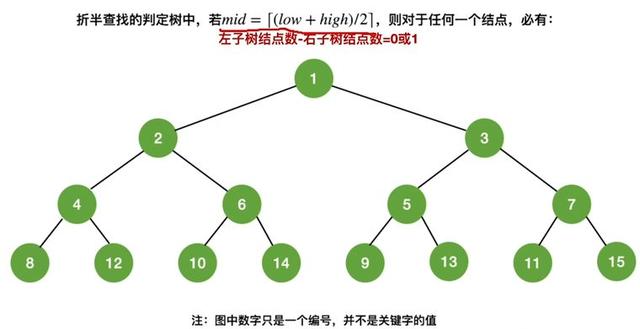 折半查找的判定树中，若mid = ⌈(low + high)/2⌉，则对于任何一个结点，必有：
左子树结点数-右子树结点数=0或1
1
2 3
4 6 5 7
8 12 10 14 9 13 11 15
注：图中数字只是一个编号，并不是关键字的值